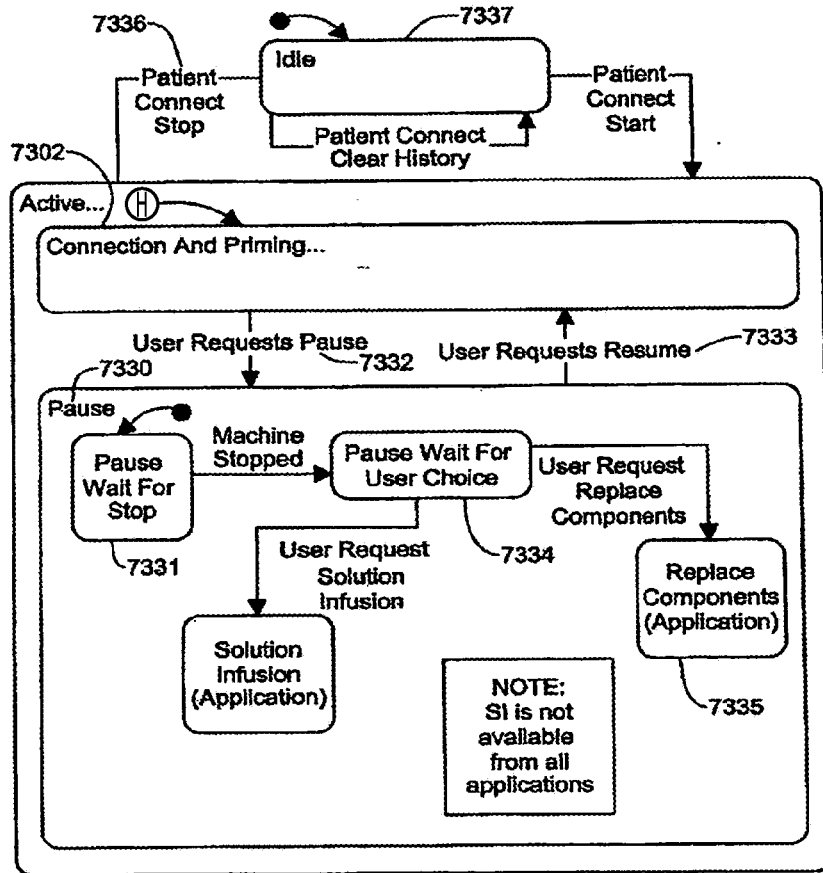 7336
7337
Idle
Patient
Connect
Stop
Patient
Connect
Start
Patient Connect
Clear History
7302
Active...
H
Connection And Priming...
User Requests Pause
7332
User Requests Resume
7333
7330
Pause
Pause
Wait For
Stop
7331
Machine
Stopped
Pause Wait For
User Choice
7334
User Request
Replace
Components
User Request
Solution
Infusion
Replace
Components
(Application)
7335
Solution
Infusion
(Application)
NOTE:
SI is not
available
from all
applications